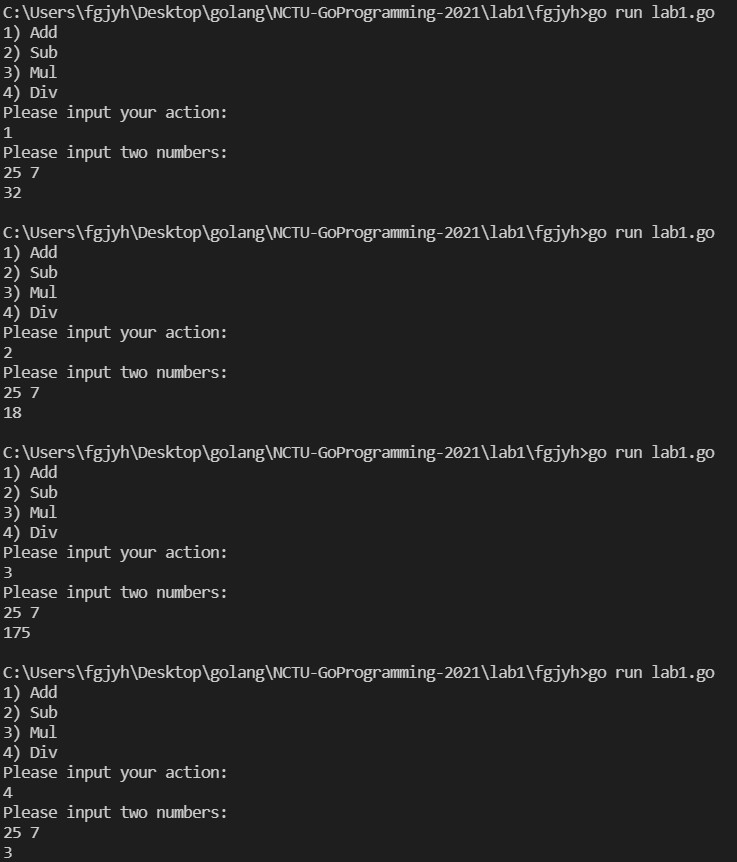 C:\Users\fgjyh\Desktop\golang\NCTU-GoProgramming-2021\lab1\fgjyh>go run lab1.go
1) Add
2) Sub
3) Mul
4) Div
Please input your action:
1
Please input two numbers:
25 7
32
C:\Users\fgjyh\Desktop\golang\NCTU-GoProgramming-2021\lab1\fgjyh>go run lab1.go
1) Add
2) Sub
3) Mul
4) Div
Please input your action:
2
Please input two numbers:
25 7
18
C:\Users\fgjyh\Desktop\golang\NCTU-GoProgramming-2021\lab1\fgjyh>go run lab1.go
1) Add
2) Sub
3) Mul
4) Div
Please input your action:
3
Please input two numbers:
25 7
175
C:\Users\fgjyh\Desktop\golang\NCTU-GoProgramming-2021\lab1\fgjyh>go run lab1.go
1) Add
2) Sub
3) Mul
4) Div
Please input your action:
4
Please input two numbers:
25 7
3